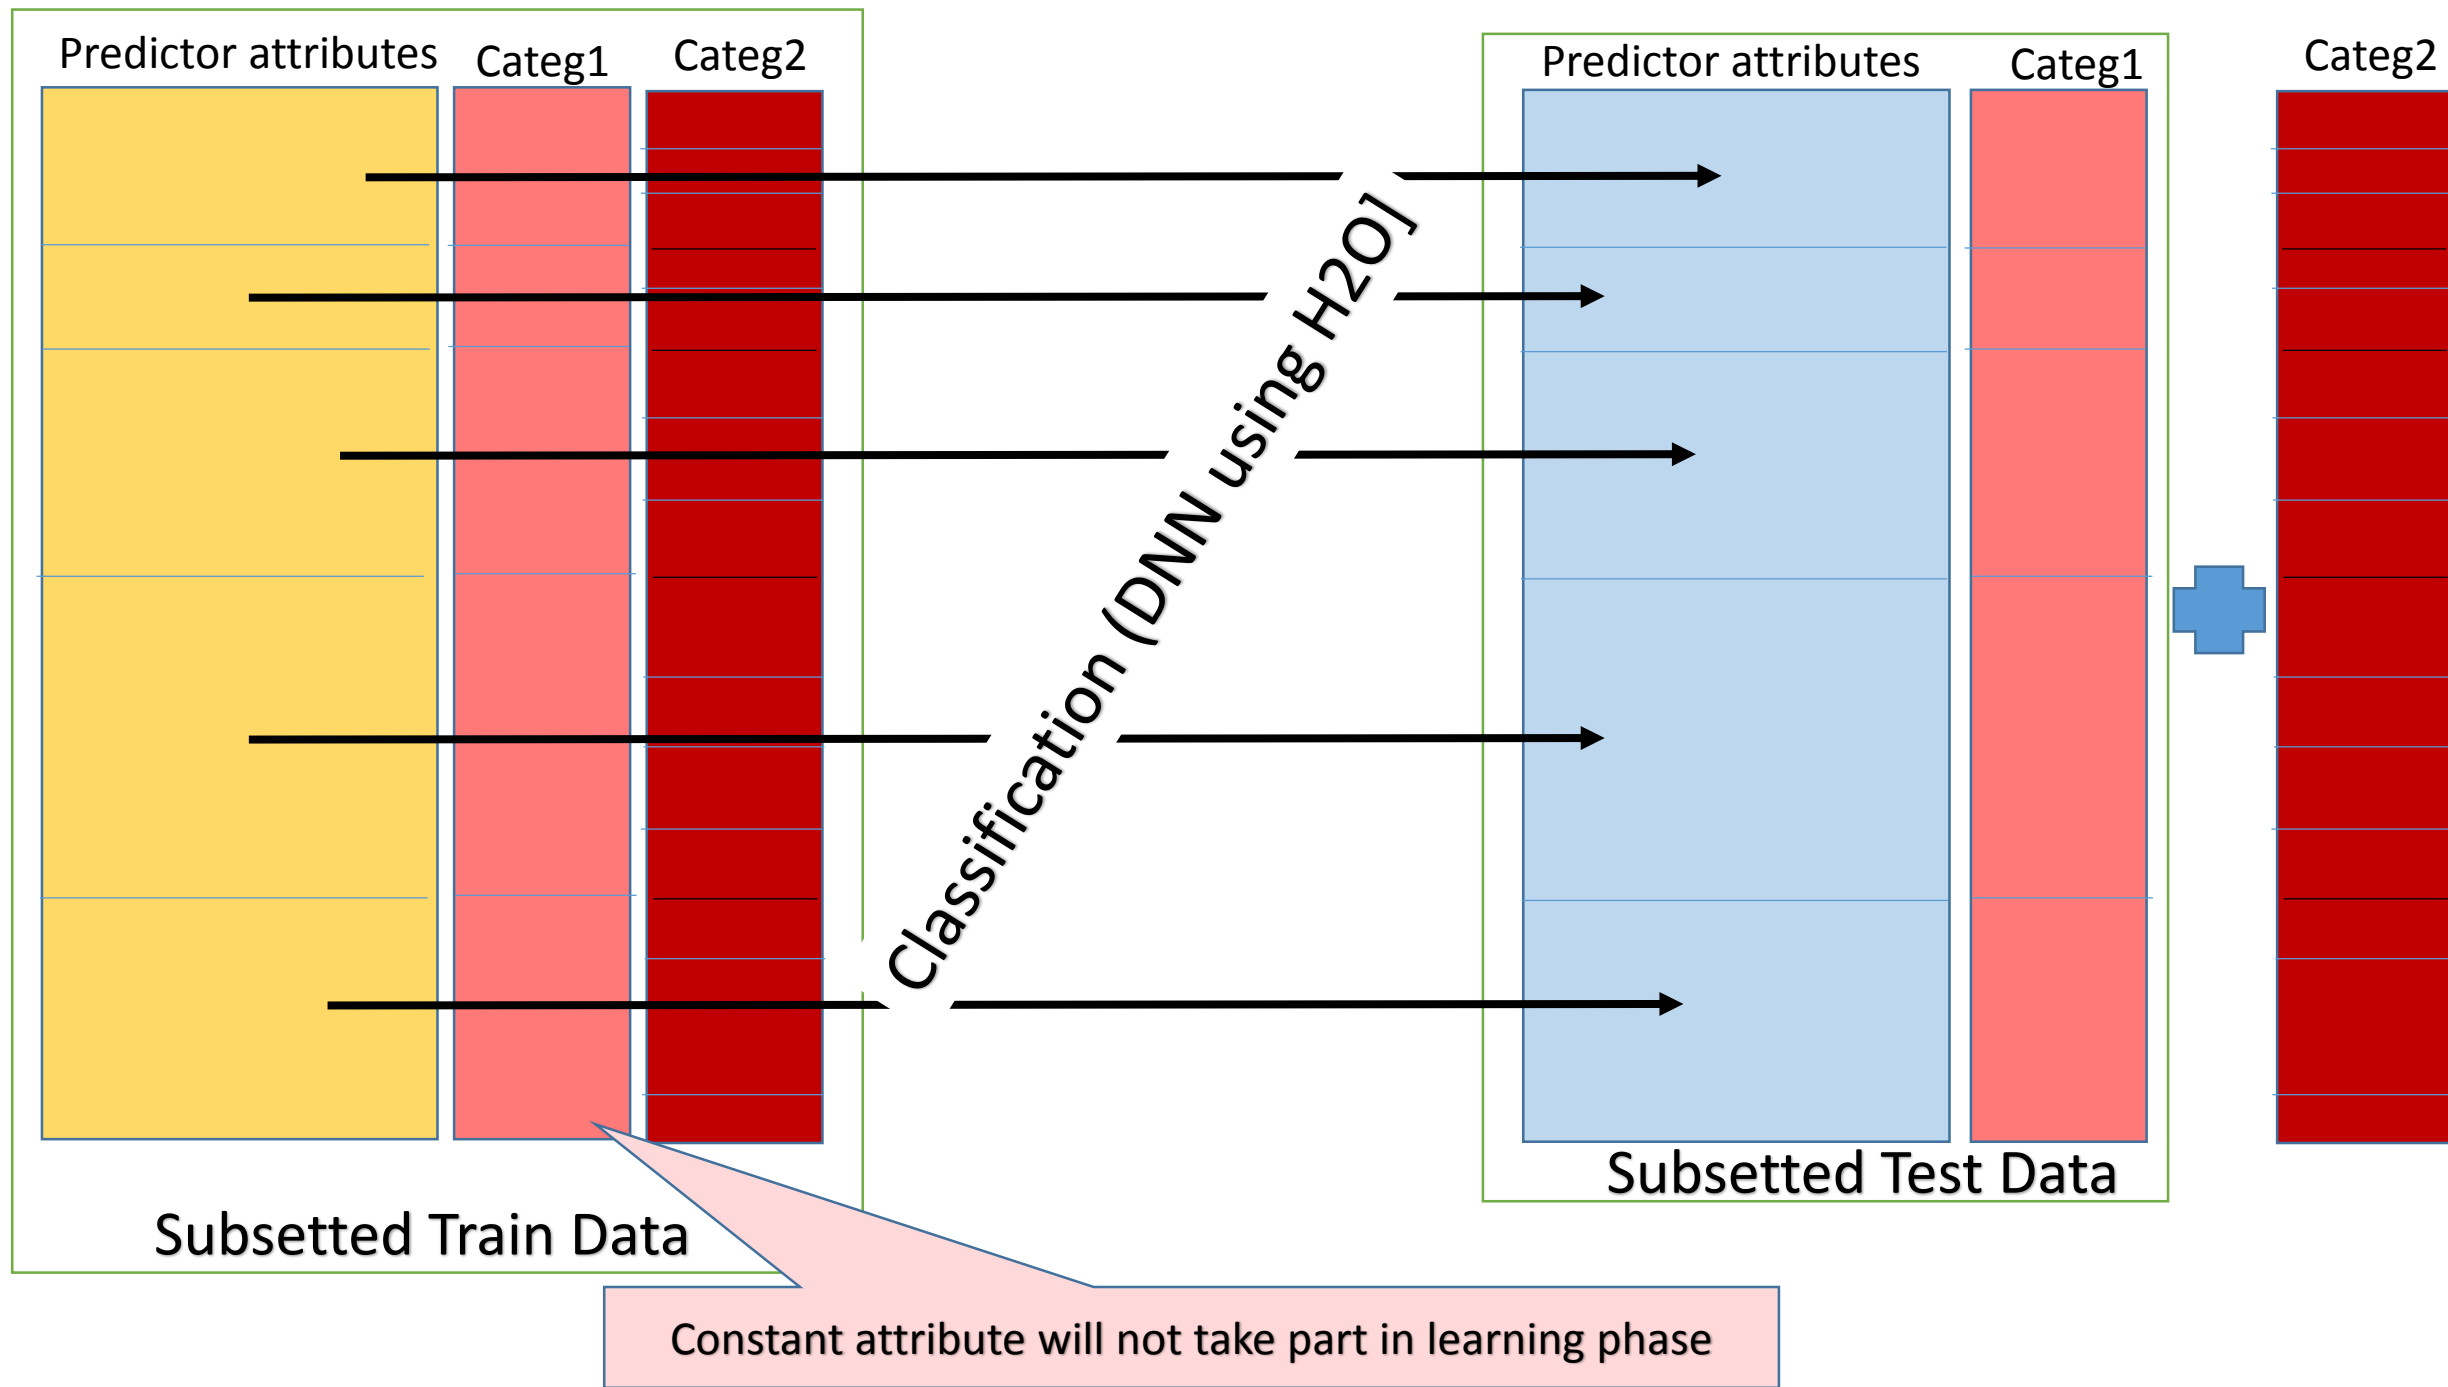 Predictor attributes
Categ1
Categ2
Predictor attributes
Categ1
Categ2
Classification (DNN using H2O]
Subsetted Train Data
Subsetted Test Data
Constant attribute will not take part in learning phase